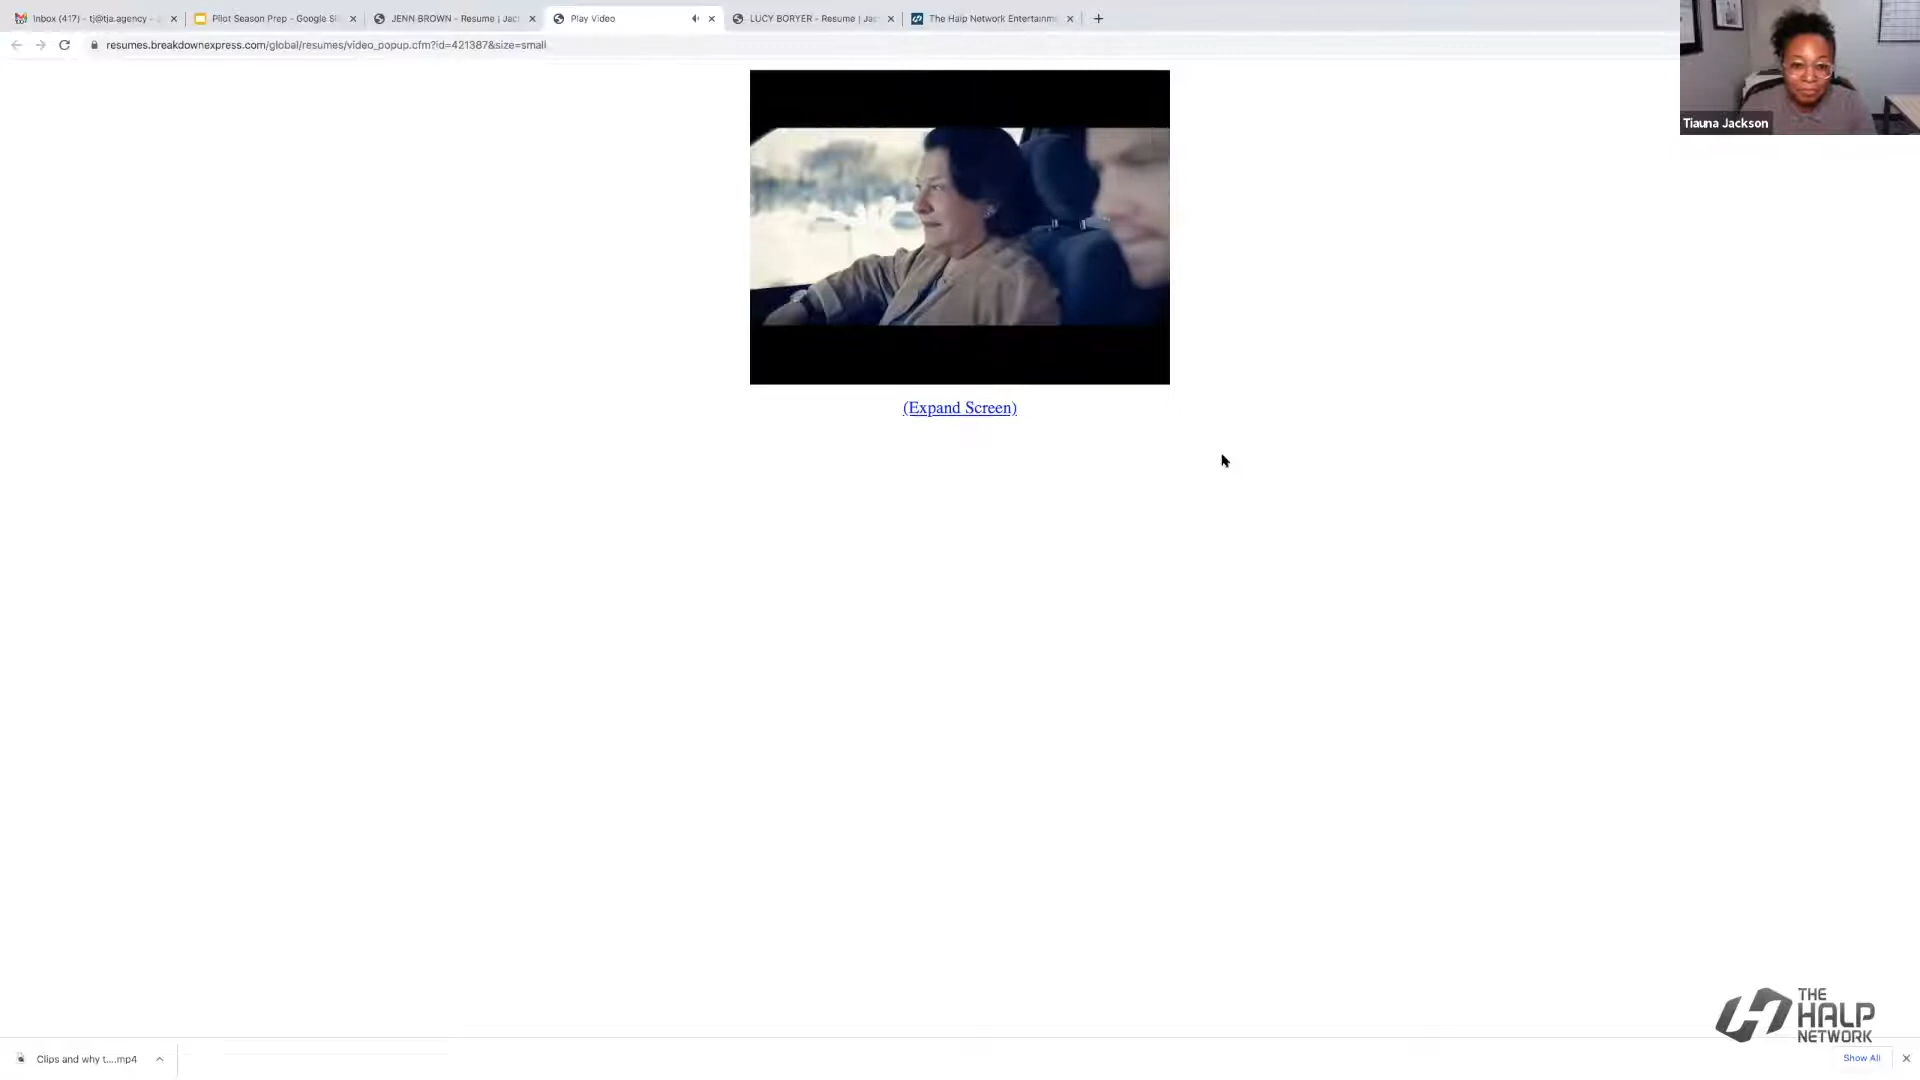 Inbox (417) - tj@tja.agency -
Pilot Season Prep - Google Sl
JENN BROWN - Resume | Jac
Play Video
LUCY BORYER - Resume | Ja
The Halp Network Entertainm
resumes.breakdownexpress.com/global/resumes/video_popup.cfm?id=421387&size=small
Tiauna Jackson
(Expand Screen)
THE
HALP
NETWORK
Clips and why t....mp4
Show All